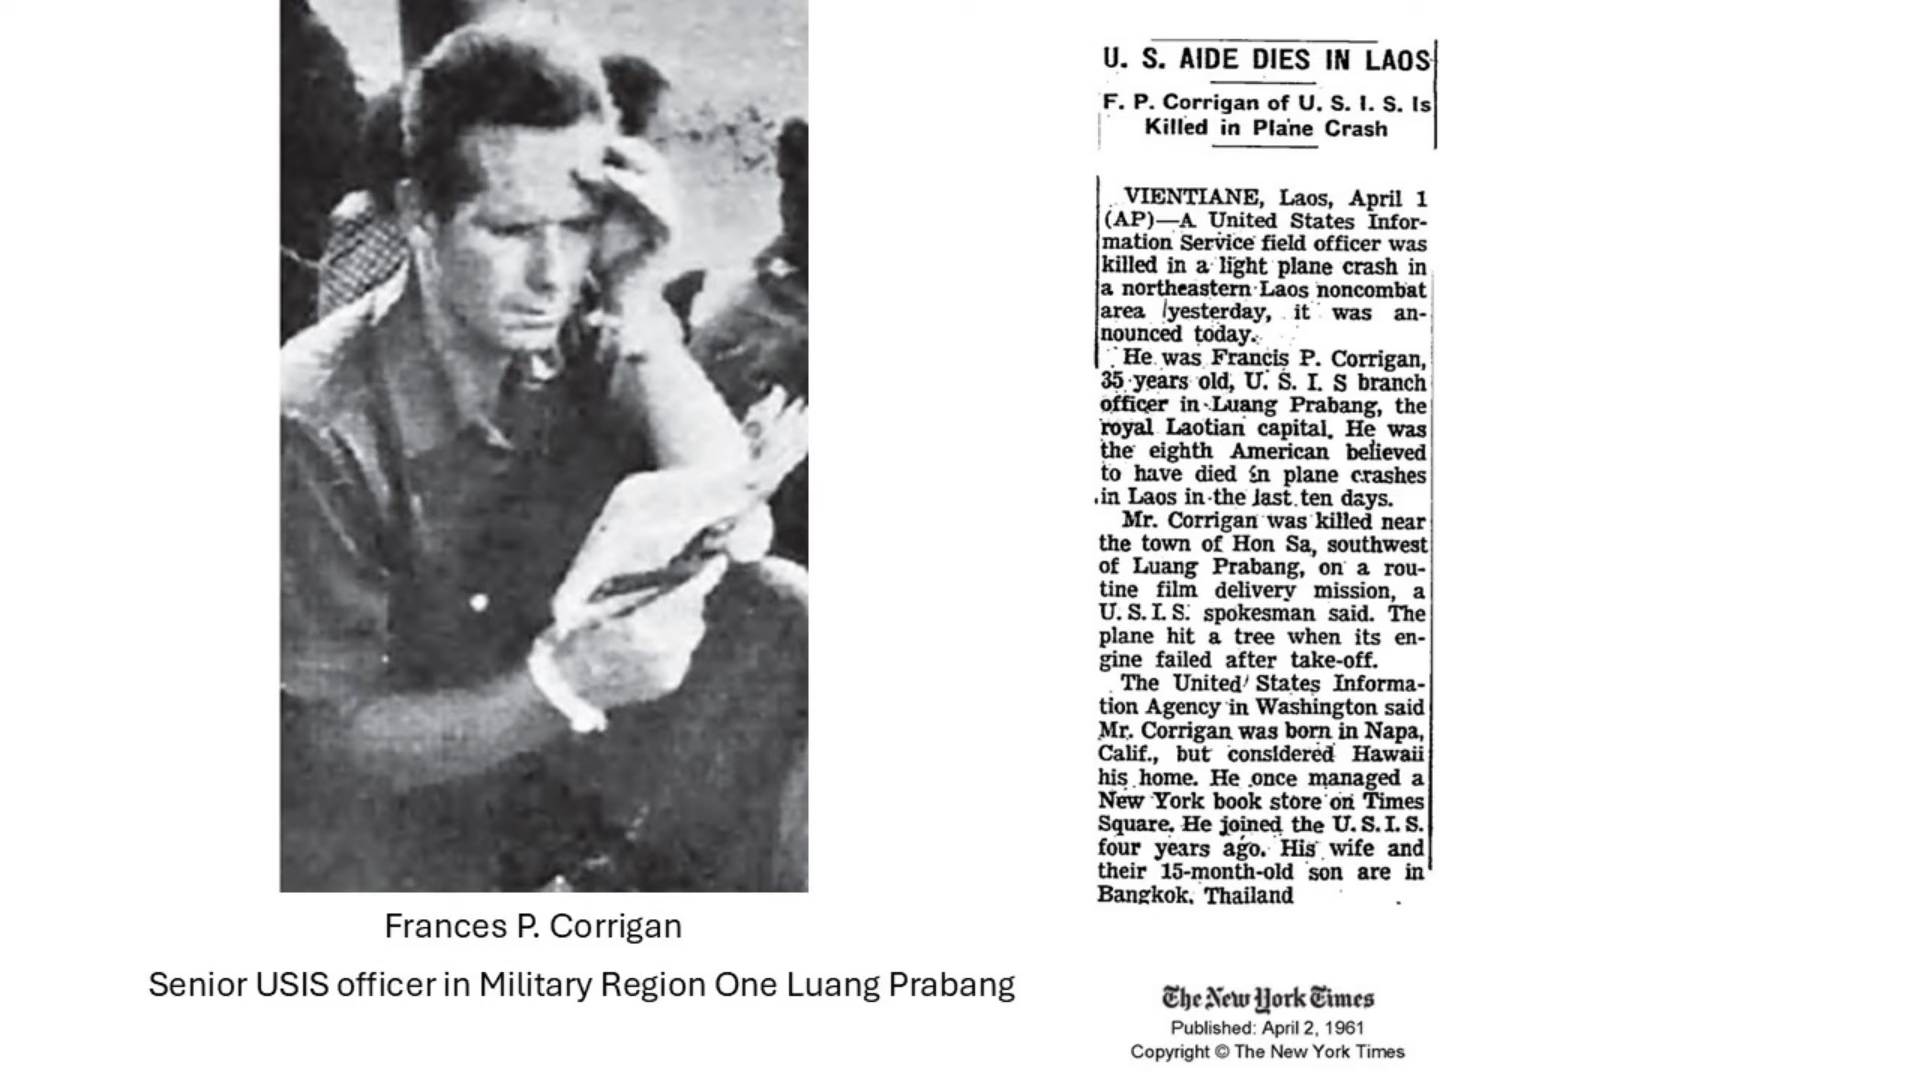 Frances P. Corrigan
Senior USIS officer in Military Region One Luang Prabang
U. S. AIDE DIES IN LAOS
F. P. Corrigan of U. S. I. S. Is
Killed in Plane Crash
VIENTIANE, Laos, April 1
(AP)—A United States Infor-
mation Service field officer was
killed in a light plane crash in
a northeastern Laos noncombat
area yesterday, it was an-
nounced today.
He was Francis P. Corrigan,
35 years old, U. S. I. S branch
officer in Luang Prabang, the
royal Laotian capital. He was
the eighth American believed
to have died in plane crashes
in Laos in the last ten days.
Mr. Corrigan was killed near
the town of Hon Sa, southwest
of Luang Prabang, on a rou-
tine film delivery mission, a
U. S. I. S. spokesman said. The
plane hit a tree when its en-
gine failed after take-off.
The United States Informa-
tion Agency in Washington said
Mr. Corrigan was born in Napa,
Calif., but considered Hawaii
his home. He once managed a
New York book store on Times
Square. He joined the U. S. I. S.
four years ago. His wife and
their 15-month-old son are in
Bangkok, Thailand
The New York Times
Published: April 2, 1961
Copyright © The New York Times